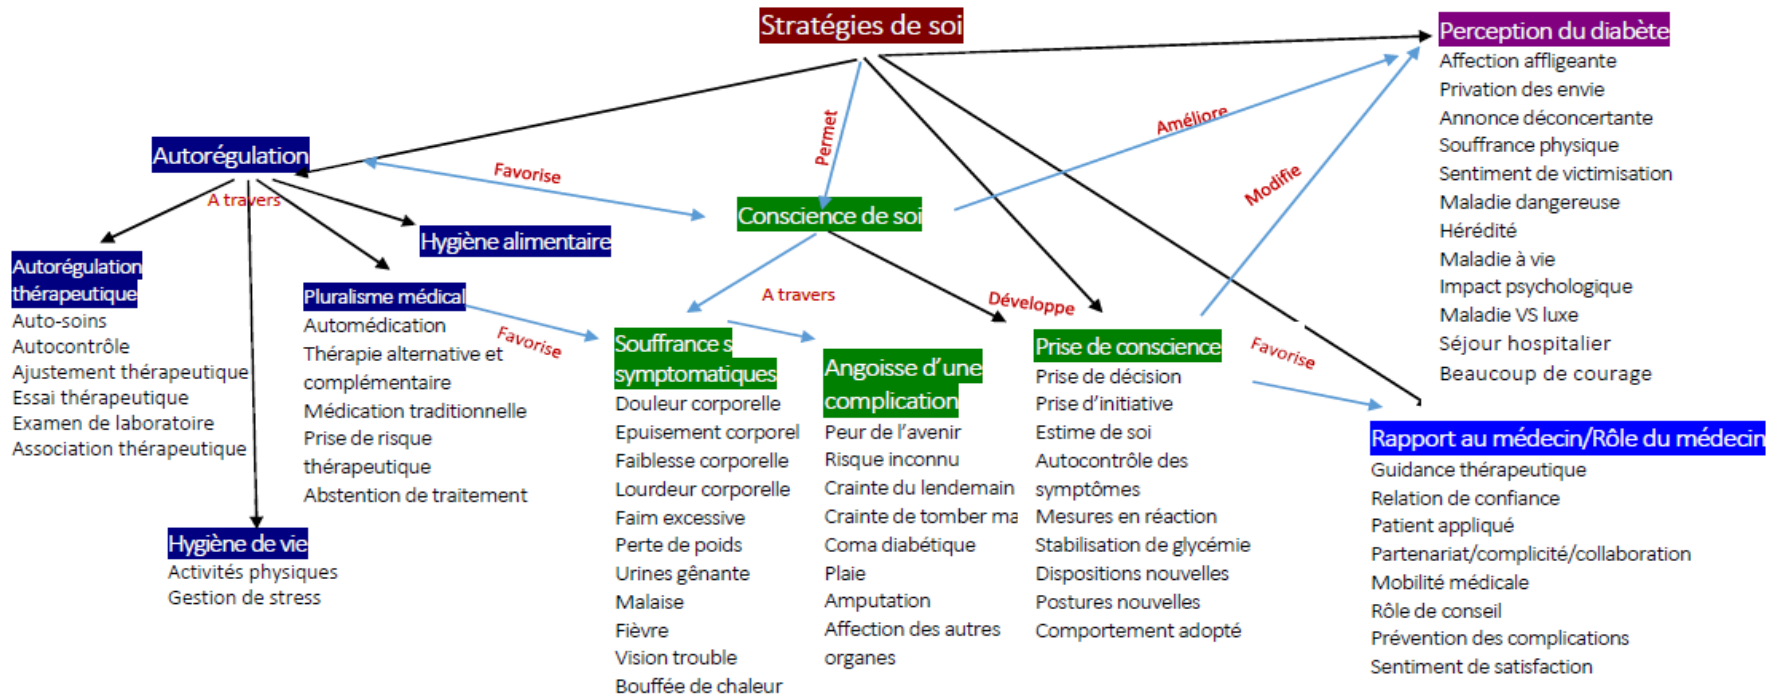 Stratégies de soi
Perception du diabète
Affection affligeante
Privation des envie
Annonce déconcertante
Souffrance physique
Sentiment de victimisation
Maladie dangereuse
Hérédité
Maladie à vie
Impact psychologique
Maladie VS luxe
Séjour hospitalier
Beaucoup de courage
Améliore
Modifie
Permet
Autorégulation
Favorise
A travers
Conscience de soi
Hygiène alimentaire
Autorégulation
thérapeutique
Auto-soins
Autocontrôle
Ajustement thérapeutique
Essai thérapeutique
Examen de laboratoire
Association thérapeutique
Pluralisme médical
Automédication
Thérapie alternative et
complémentaire
Médication traditionnelle
Prise de risque
thérapeutique
Abstention de traitement
Hygiène de vie
Activités physiques
Gestion de stress
Favorise
A travers
Développe
Souffrance s
symptomatiques
Douleur corporelle
Epuisement corporel
Faiblesse corporelle
Lourdeur corporelle
Faim excessive
Perte de poids
Urines gênante
Malaise
Fièvre
Vision trouble
Bouffée de chaleur
Angoisse d'une
complication
Peur de l'avenir
Risque inconnu
Crainte du lendemain
Crainte de tomber ma
Coma diabétique
Plaie
Amputation
Affection des autres
organes
Prise de conscience
Prise de décision
Prise d'initiative
Estime de soi
Autocontrôle des
symptômes
Mesures en réaction
Stabilisation de glycémie
Dispositions nouvelles
Postures nouvelles
Comportement adopté
Favorise
Rapport au médecin/Rôle du médecin
Guidance thérapeutique
Relation de confiance
Patient appliqué
Partenariat/complicité/collaboration
Mobilité médicale
Rôle de conseil
Prévention des complications
Sentiment de satisfaction